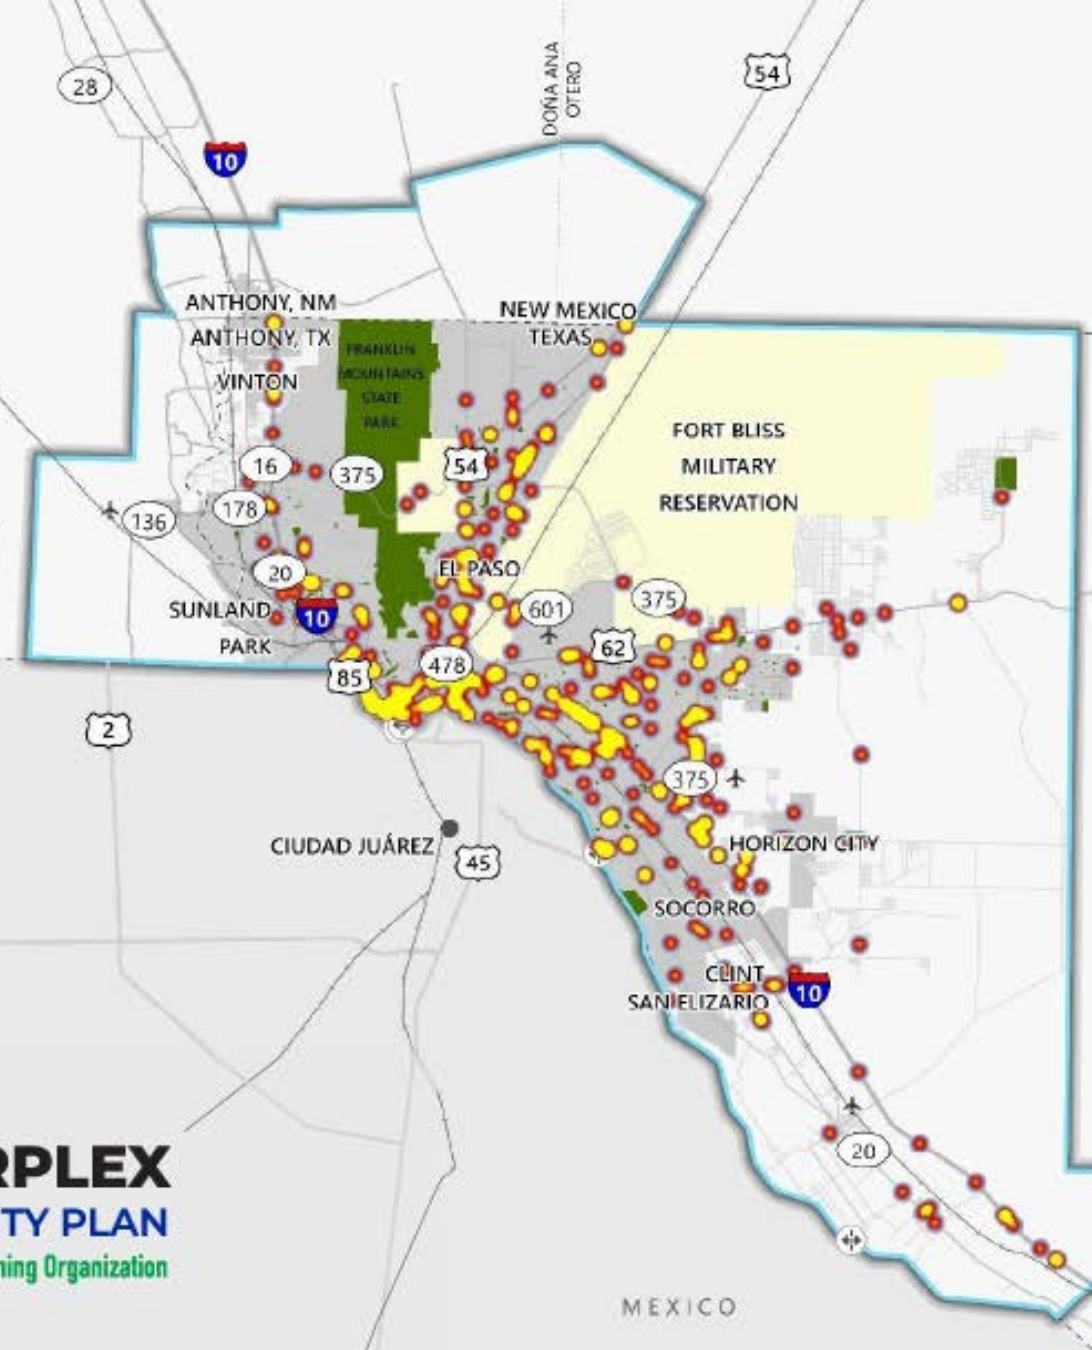 28
54
DOÑA ANA
OTERO
10
ANTHONY, NM
ANTHONY, TX
VINTON
NEW MEXICO
TEXAS
FRANKLIN
MOUNTAINS
STATE
PARK
FORT BLISS
MILITARY
RESERVATION
16
375
54
178
136
20
EL PASO
601
375
SUNLAND
PARK
10
62
478
85
2
375
CIUDAD JUÁREZ
45
HORIZON CITY
SOCORRO
CLINT
SAN ELIZARIO
10
20
RPLEX
TY PLAN
ning Organization
MEXICO